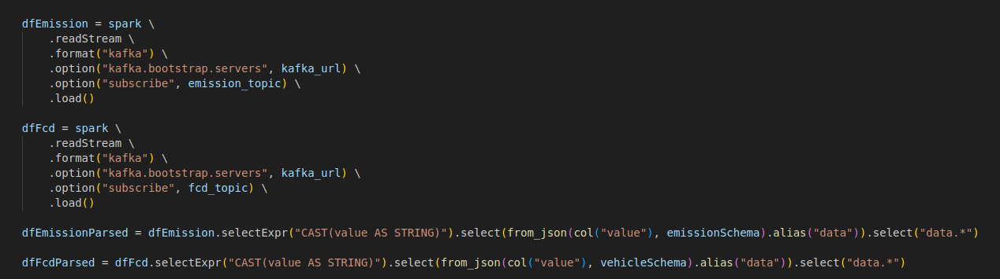 dfEmission = spark \
    .readStream \
    .format("kafka") \
    .option("kafka.bootstrap.servers", kafka_url) \
    .option("subscribe", emission_topic) \
    .load()
dfFcd = spark \
    .readStream \
    .format("kafka") \
    .option("kafka.bootstrap.servers", kafka_url) \
    .option("subscribe", fcd_topic) \
    .load()
dfEmissionParsed = dfEmission.selectExpr("CAST(value AS STRING)").select(from_json(col("value"), emissionSchema).alias("data")).select("data.*")
dfFcdParsed = dfFcd.selectExpr("CAST(value AS STRING)").select(from_json(col("value"), vehicleSchema).alias("data")).select("data.*")